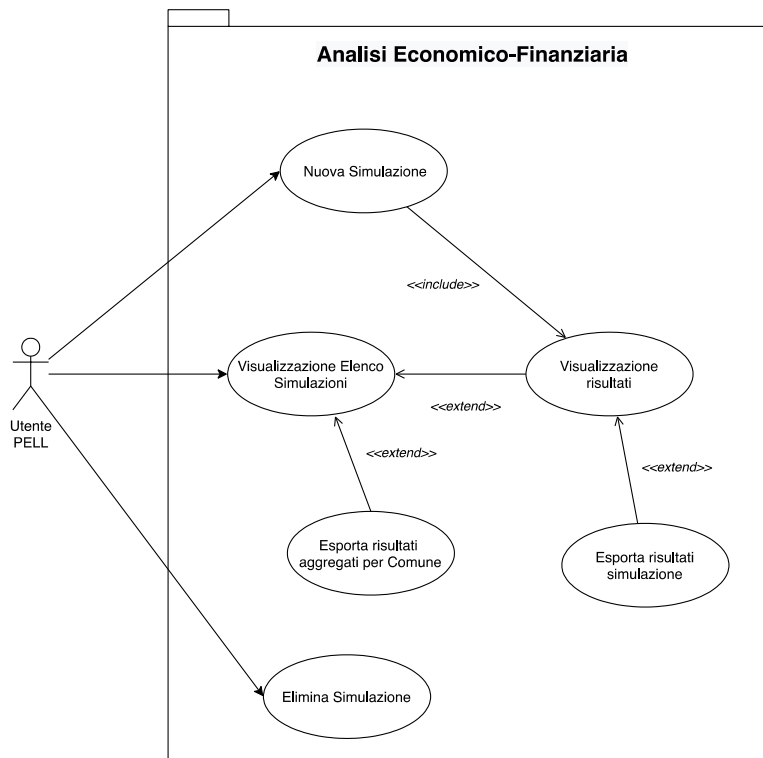 Analisi Economico-Finanziaria
Nuova Simulazione
<<include>>
Visualizzazione Elenco
Simulazioni
Visualizzazione
risultati
<<extend>>
Utente
PELL
<<extend>>
<<extend>>
Esporta risultati
aggregati per Comune
Esporta risultati
simulazione
Elimina Simulazione